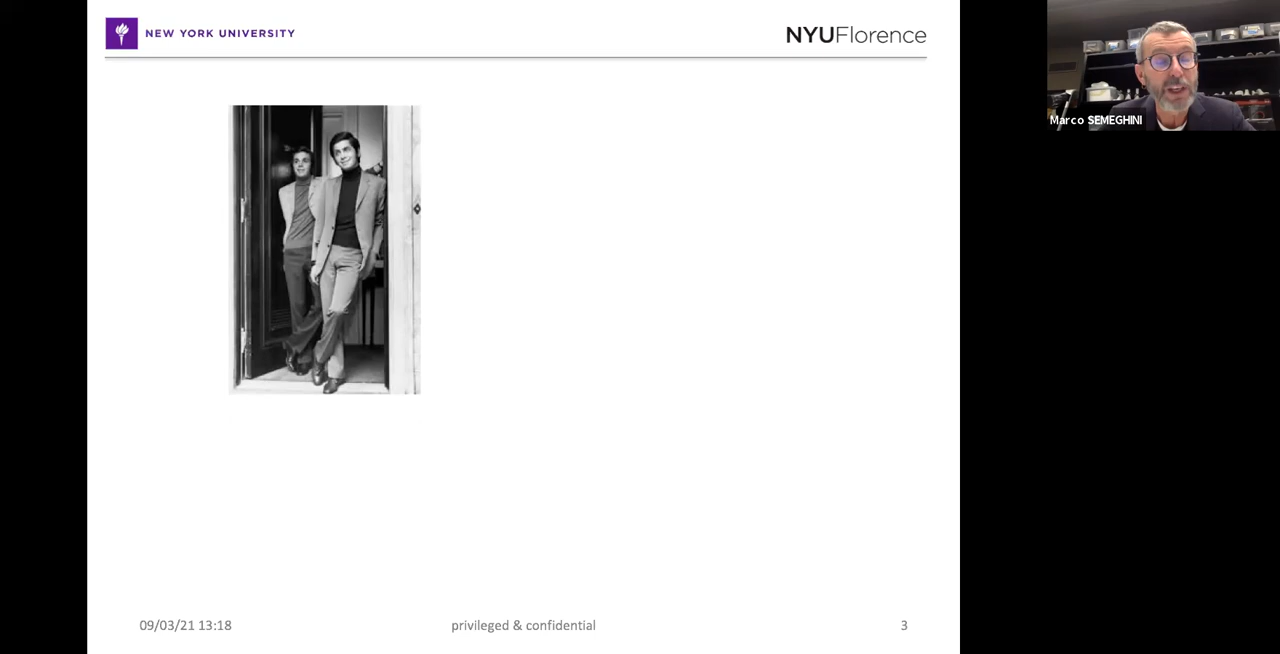 NEW YORK UNIVERSITY
NYUFlorence
Marco SEMEGHINI
09/03/21 13:18
privileged & confidential
3